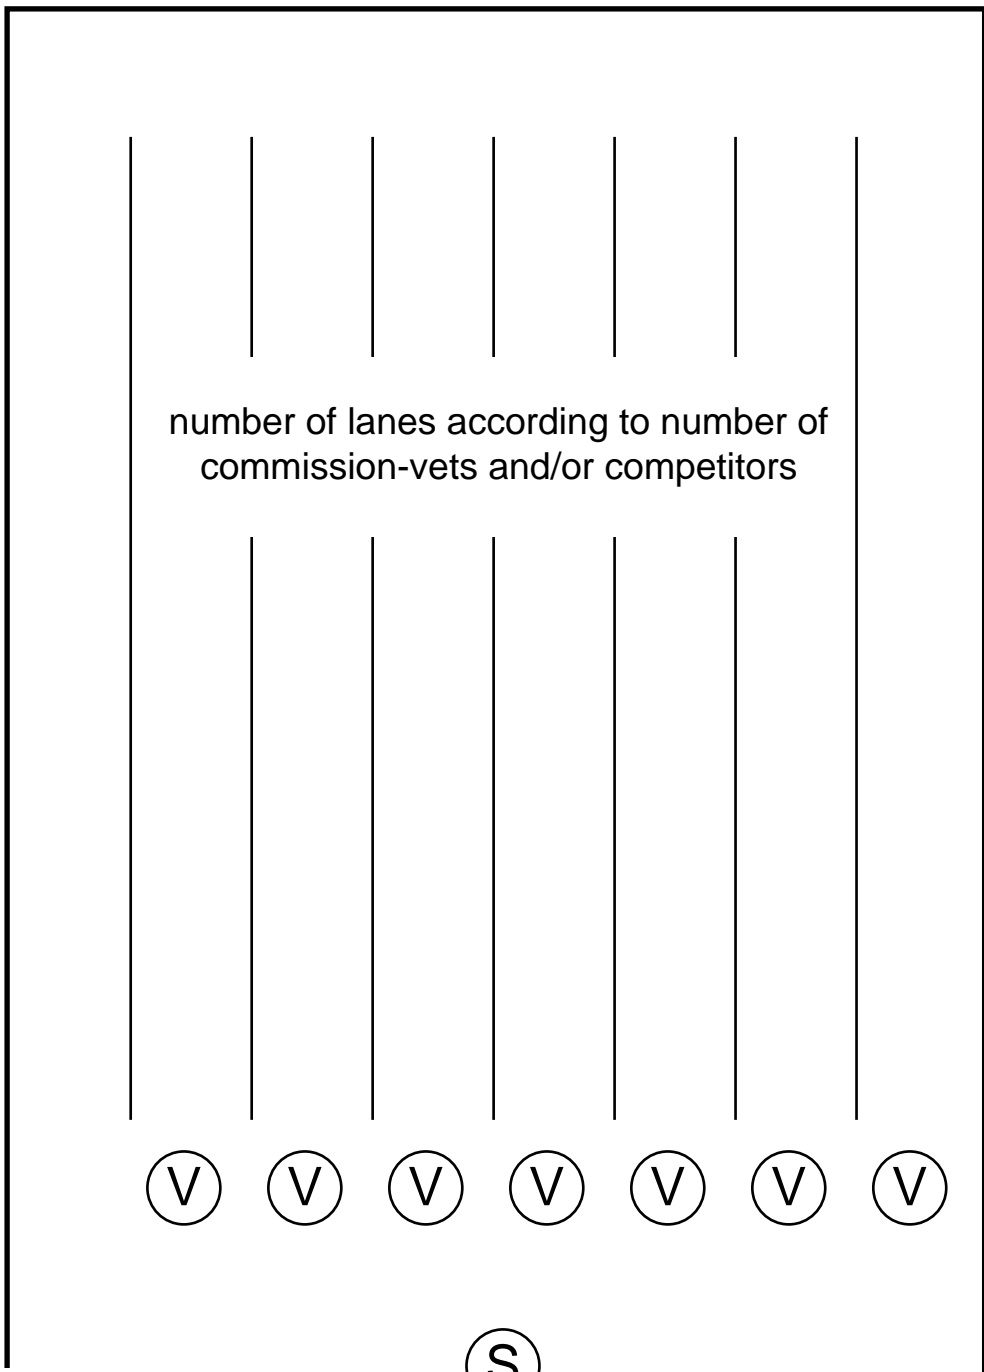 number of lanes according to number of
commission-vets and/or competitors
V V V V V V V
S